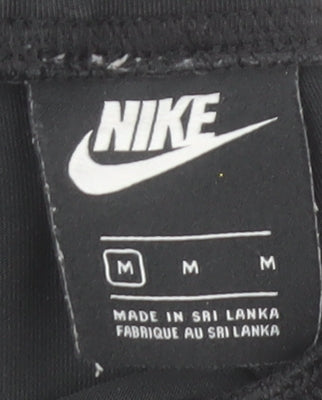 NIKE
M M M
MADE IN SRI LANKA
FABRIQUE AU SRI LANKA